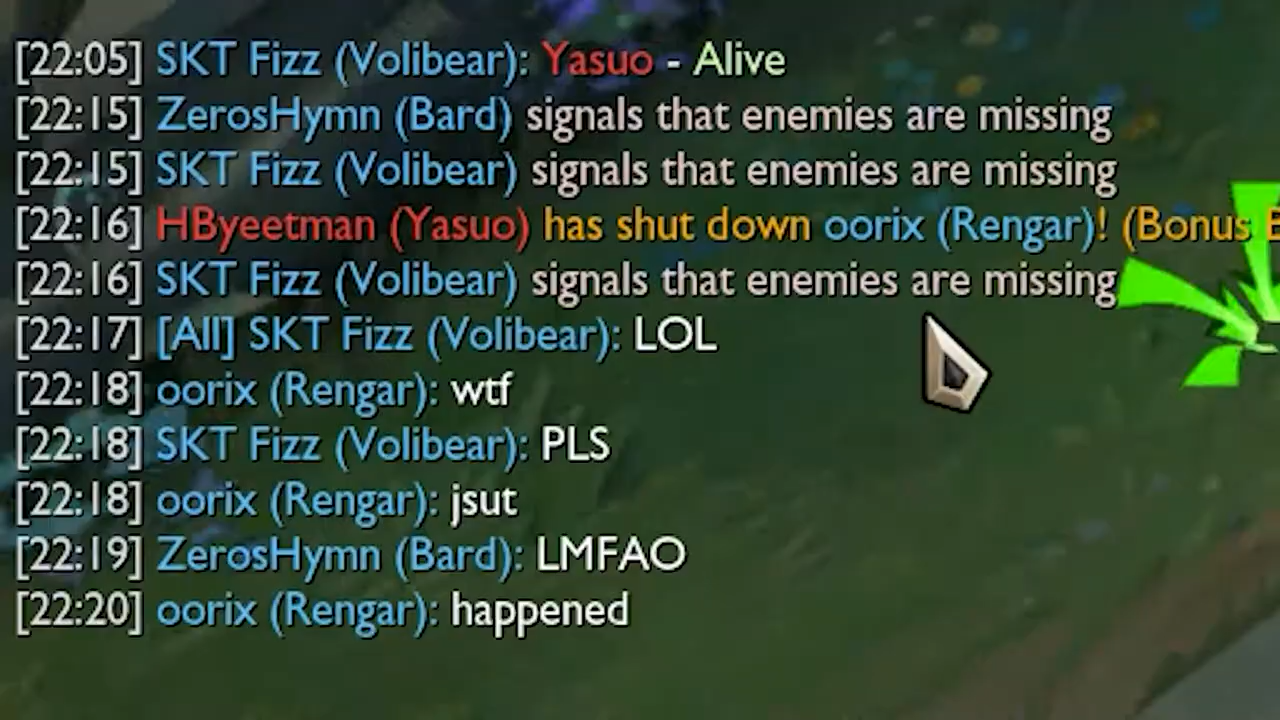 [22:05] SKT Fizz (Volibear): Yasuo - Alive
[22:15] ZerosHymn (Bard) signals that enemies are missing
[22:15] SKT Fizz (Volibear) signals that enemies are missing
[22:16] HByeetman (Yasuo) has shut down oorix (Rengar)! (Bonus
[22:16] SKT Fizz (Volibear) signals that enemies are missing
[22:17] [All] SKT Fizz (Volibear): LOL
[22:18] oorix (Rengar): wtf
[22:18] SKT Fizz (Volibear): PLS
[22:18] oorix (Rengar): jsut
[22:19] ZerosHymn (Bard): LMFAO
[22:20] oorix (Rengar): happened